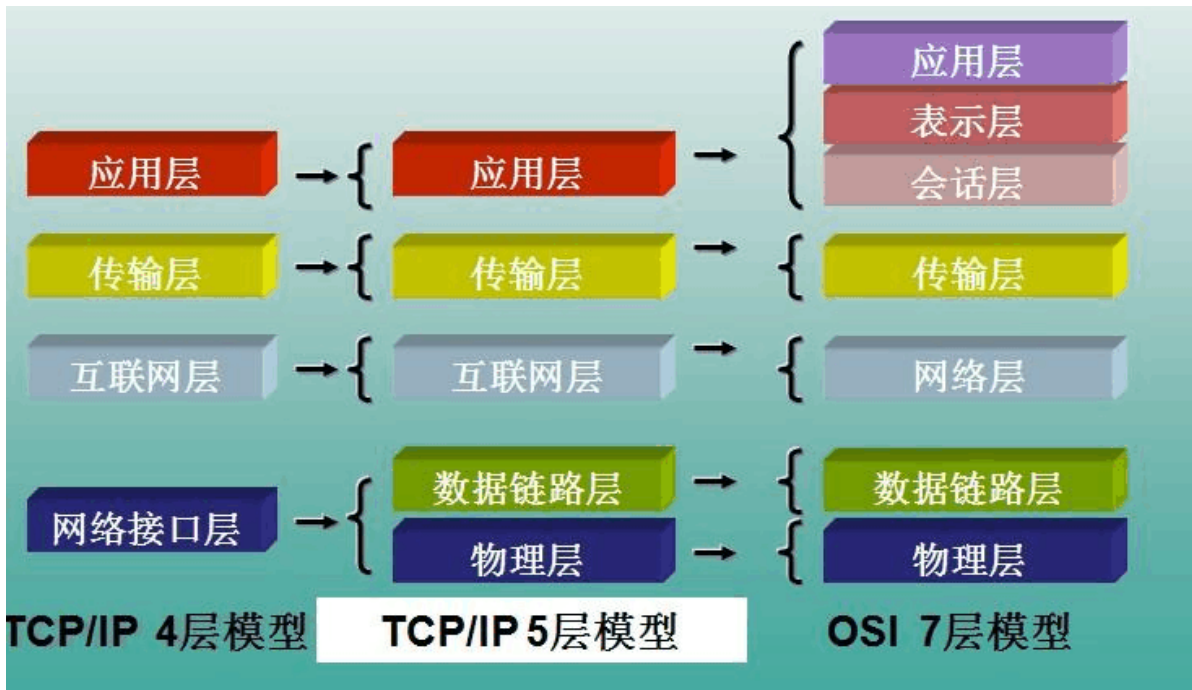 应用层
传输层
互联网层
网络接口层
TCP/IP 4层模型
应用层
传输层
互联网层
数据链路层
物理层
TCP/IP 5层模型
应用层
表示层
会话层
传输层
网络层
数据链路层
物理层
OSI 7层模型